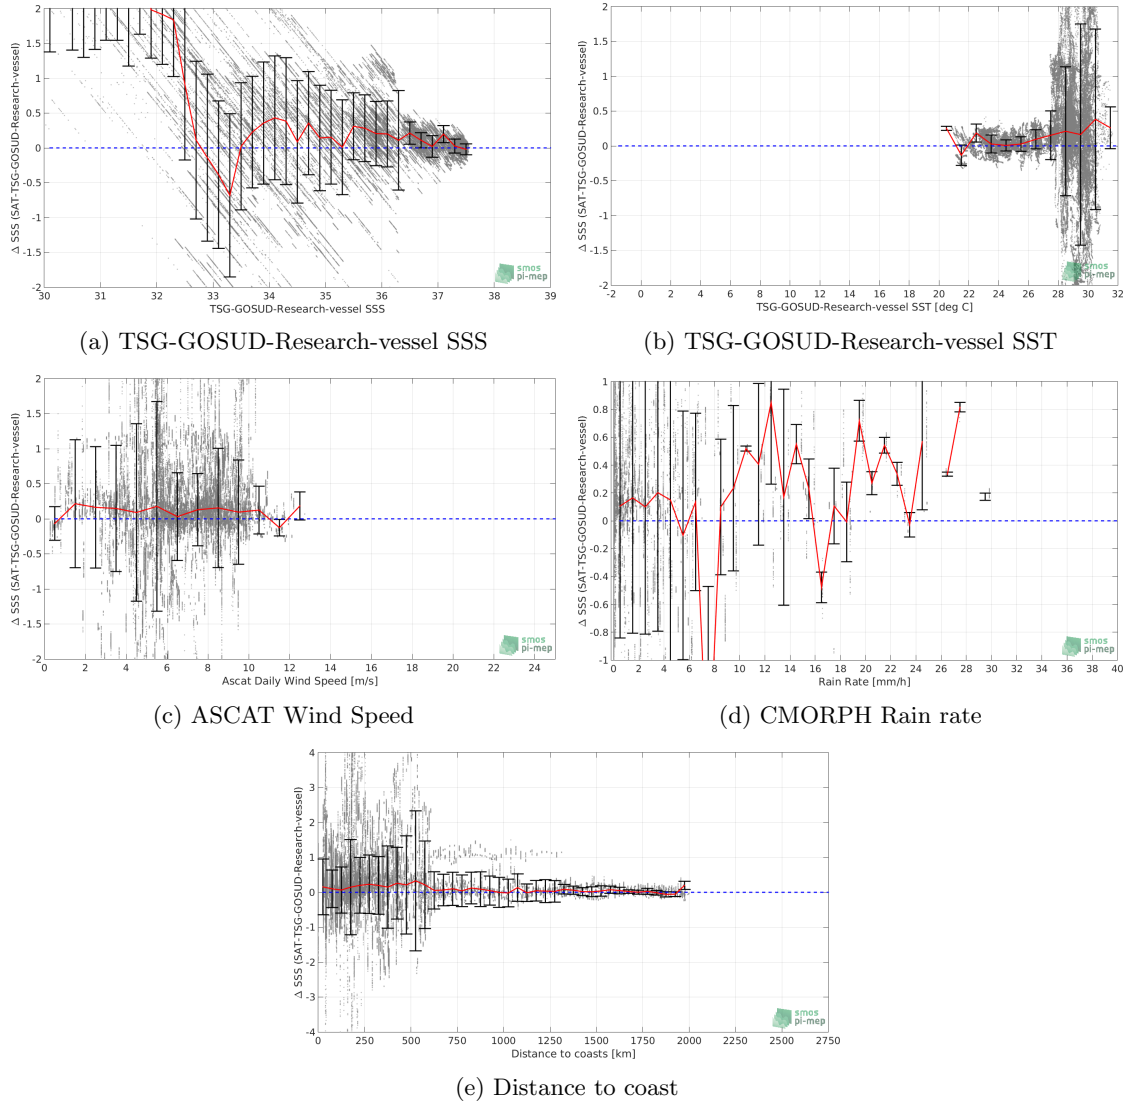 2
1.5
1
0.5
0
-0.5
-1
-1.5
-2
Δ SSS (SAT-TSG-GOSUD-Research-vessel)
30 31 32 33 34 35 36 37 38 39
TSG-GOSUD-Research-vessel SSS
smos
pi-mep
(a) TSG-GOSUD-Research-vessel SSS
2
1.5
1
0.5
0
-0.5
-1
-1.5
-2
Δ SSS (SAT-TSG-GOSUD-Research-vessel)
-2 0 2 4 6 8 10 12 14 16 18 20 22 24 26 28 30 32
TSG-GOSUD-Research-vessel SST [deg C]
smos
pi-mep
(b) TSG-GOSUD-Research-vessel SST
2
1.5
1
0.5
0
-0.5
-1
-1.5
-2
Δ SSS (SAT-TSG-GOSUD-Research-vessel)
0 2 4 6 8 10 12 14 16 18 20 22 24
Ascat Daily Wind Speed [m/s]
smos
pi-mep
(c) ASCAT Wind Speed
1
0.8
0.6
0.4
0.2
0
-0.2
-0.4
-0.6
-0.8
-1
Δ SSS (SAT-TSG-GOSUD-Research-vessel)
0 2 4 6 8 10 12 14 16 18 20 22 24 26 28 30 32 34 36 38 40
Rain Rate [mm/h]
smos
pi-mep
(d) CMORPH Rain rate
4
3
2
1
0
-1
-2
-3
-4
Δ SSS (SAT-TSG-GOSUD-Research-vessel)
0 250 500 750 1000 1250 1500 1750 2000 2250 2500 2750
Distance to coasts [km]
smos
pi-mep
(e) Distance to coast